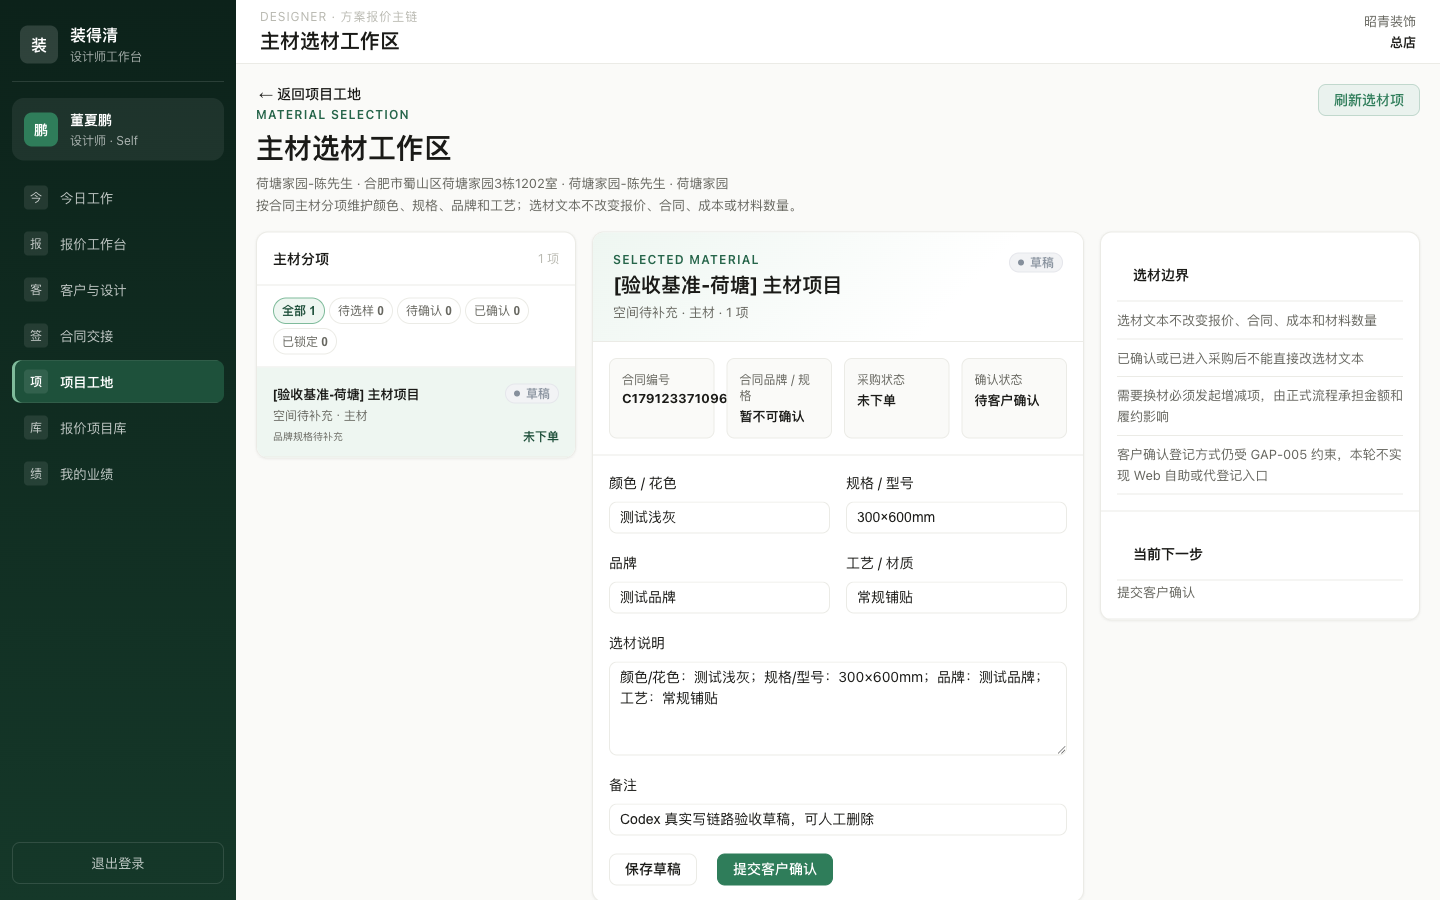 装
装得清
设计师工作台
鹏
董夏鹏
设计师 · Self
今 今日工作
报 报价工作台
客 客户与设计
签 合同交接
项 项目工地
库 报价项目库
绩 我的业绩
退出登录
DESIGNER · 方案报价主链
主材选材工作区
昭青装饰
总店
← 返回项目工地
MATERIAL SELECTION
主材选材工作区
荷塘家园-陈先生 · 合肥市蜀山区荷塘家园3栋1202室 · 荷塘家园-陈先生 · 荷塘家园
按合同主材分项维护颜色、规格、品牌和工艺；选材文本不改变报价、合同、成本或材料数量。
刷新选材项
主材分项 1 项
全部 1 待选样 0 待确认 0 已确认 0
已锁定 0
[验收基准-荷塘] 主材项目 草稿
空间待补充 · 主材
品牌规格待补充 未下单
SELECTED MATERIAL
[验收基准-荷塘] 主材项目
空间待补充 · 主材 · 1 项
草稿
合同编号
C179123371096
合同品牌 / 规
格
暂不可确认
采购状态
未下单
确认状态
待客户确认
颜色 / 花色 规格 / 型号
测试浅灰 300×600mm
品牌 工艺 / 材质
测试品牌 常规铺贴
选材说明
颜色/花色：测试浅灰；规格/型号：300×600mm；品牌：测试品牌；
工艺：常规铺贴
备注
Codex 真实写链路验收草稿，可人工删除
保存草稿 提交客户确认
选材边界
选材文本不改变报价、合同、成本和材料数量
已确认或已进入采购后不能直接改选材文本
需要换材必须发起增减项，由正式流程承担金额和
履约影响
客户确认登记方式仍受 GAP-005 约束，本轮不实
现 Web 自助或代登记入口
当前下一步
提交客户确认